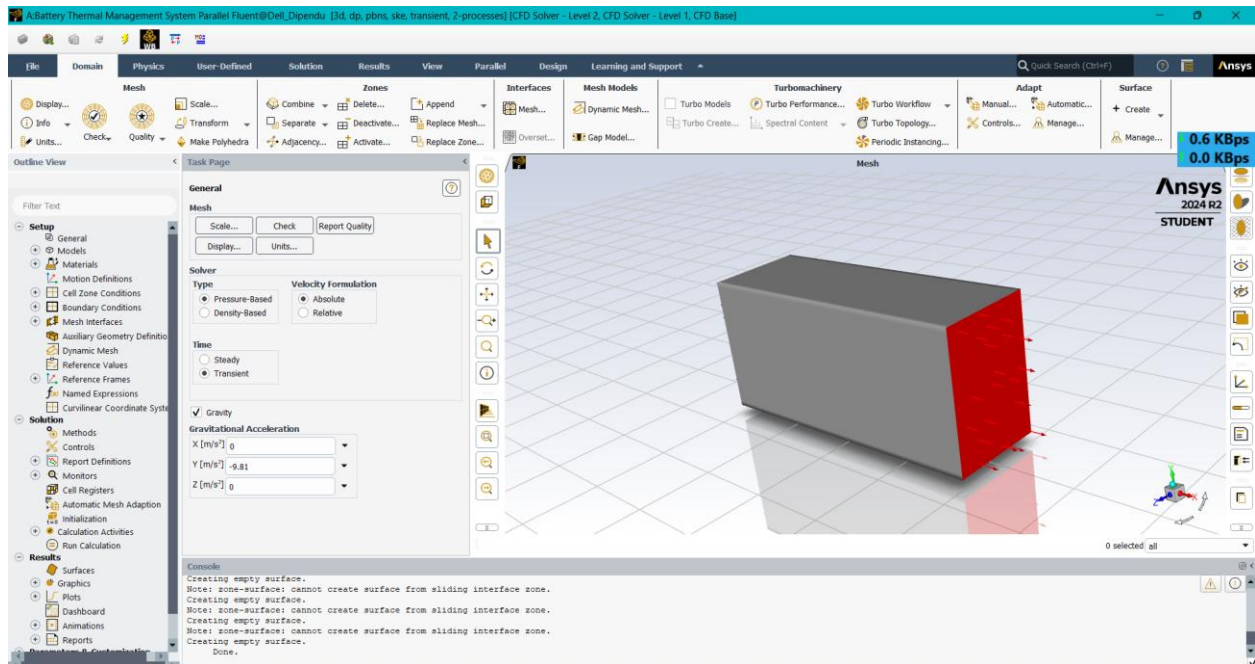 A:Battery Thermal Management System Parallel Fluent@Dell_Dipendu [3d, dp, pbns, ske, transient, 2-processes] [CFD Solver - Level 2, CFD Solver - Level 1, CFD Base]
File Domain Physics User-Defined Solution Results View Parallel Design Learning and Support Quick Search (Ctrl+F) Ansys
Mesh Zones Interfaces Mesh Models Turbomachinery Adapt Surface
Display... Scale... Combine Delete... Append Mesh... Dynamic Mesh... Turbo Models Turbo Performance... Turbo Workflow Manual... Automatic... + Create
Info Check Quality Transform Separate Deactivate... Replace Mesh... Turbo Create... Spectral Content Turbo Topology... Controls... Manage...
Units... Make Polyhedra Adjacency... Activate... Replace Zone... Overset... Gap Model... Periodic Instancing... Manage...
0.6 KBps
0.0 KBps
Outline View
Filter Text
Setup
General
Models
Materials
Motion Definitions
Cell Zone Conditions
Boundary Conditions
Mesh Interfaces
Auxiliary Geometry Definitio
Dynamic Mesh
Reference Values
Reference Frames
Named Expressions
Curvilinear Coordinate Syste
Solution
Methods
Controls
Report Definitions
Monitors
Cell Registers
Automatic Mesh Adaption
Initialization
Calculation Activities
Run Calculation
Results
Surfaces
Graphics
Plots
Dashboard
Animations
Reports
Task Page
General
Mesh
Scale... Check Report Quality
Display... Units...
Solver
Type Velocity Formulation
Pressure-Based Absolute
Density-Based Relative
Time
Steady
Transient
Gravity
Gravitational Acceleration
X [m/s²] 0
Y [m/s²] -9.81
Z [m/s²] 0
Mesh
Ansys
2024 R2
STUDENT
Y
Z X
0 selected all
Console
Creating empty surface.
Note: zone-surface: cannot create surface from sliding interface zone.
Creating empty surface.
Note: zone-surface: cannot create surface from sliding interface zone.
Creating empty surface.
Note: zone-surface: cannot create surface from sliding interface zone.
Creating empty surface.
Done.